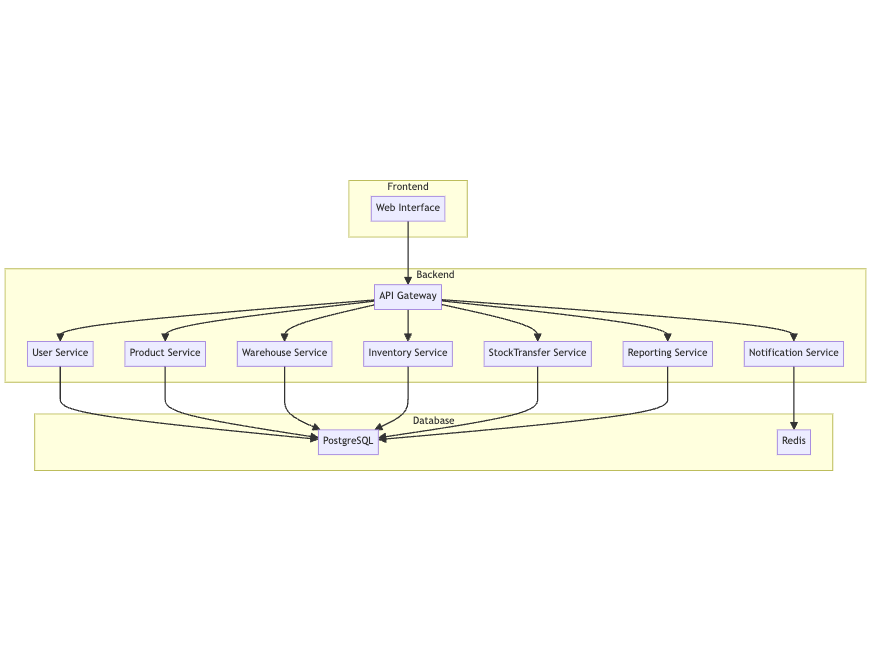 Frontend
Web Interface
Backend
API Gateway
User Service
Product Service
Warehouse Service
Inventory Service
StockTransfer Service
Reporting Service
Notification Service
Database
PostgreSQL
Redis